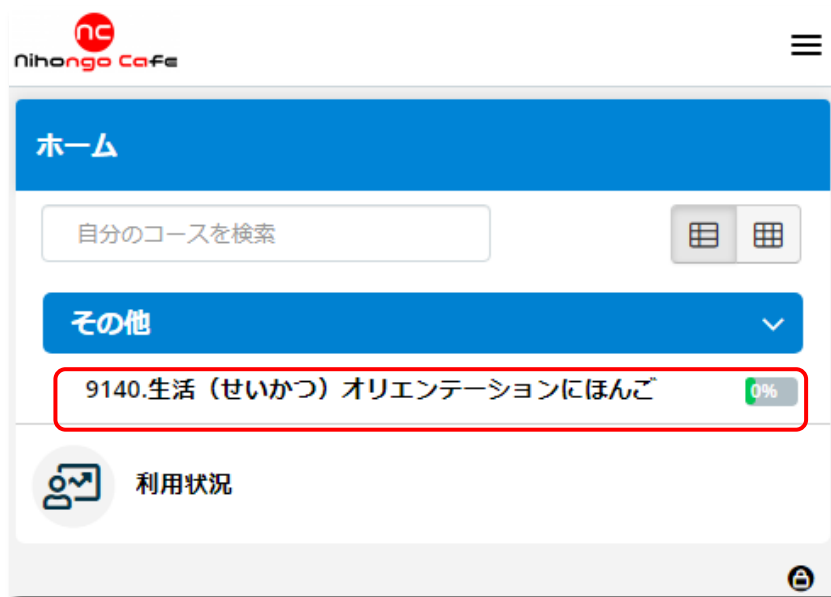 nc
Nihongo Cafe
ホーム
自分のコースを検索
その他
9140.生活（せいかつ）オリエンテーションにほんご 0%
利用状況